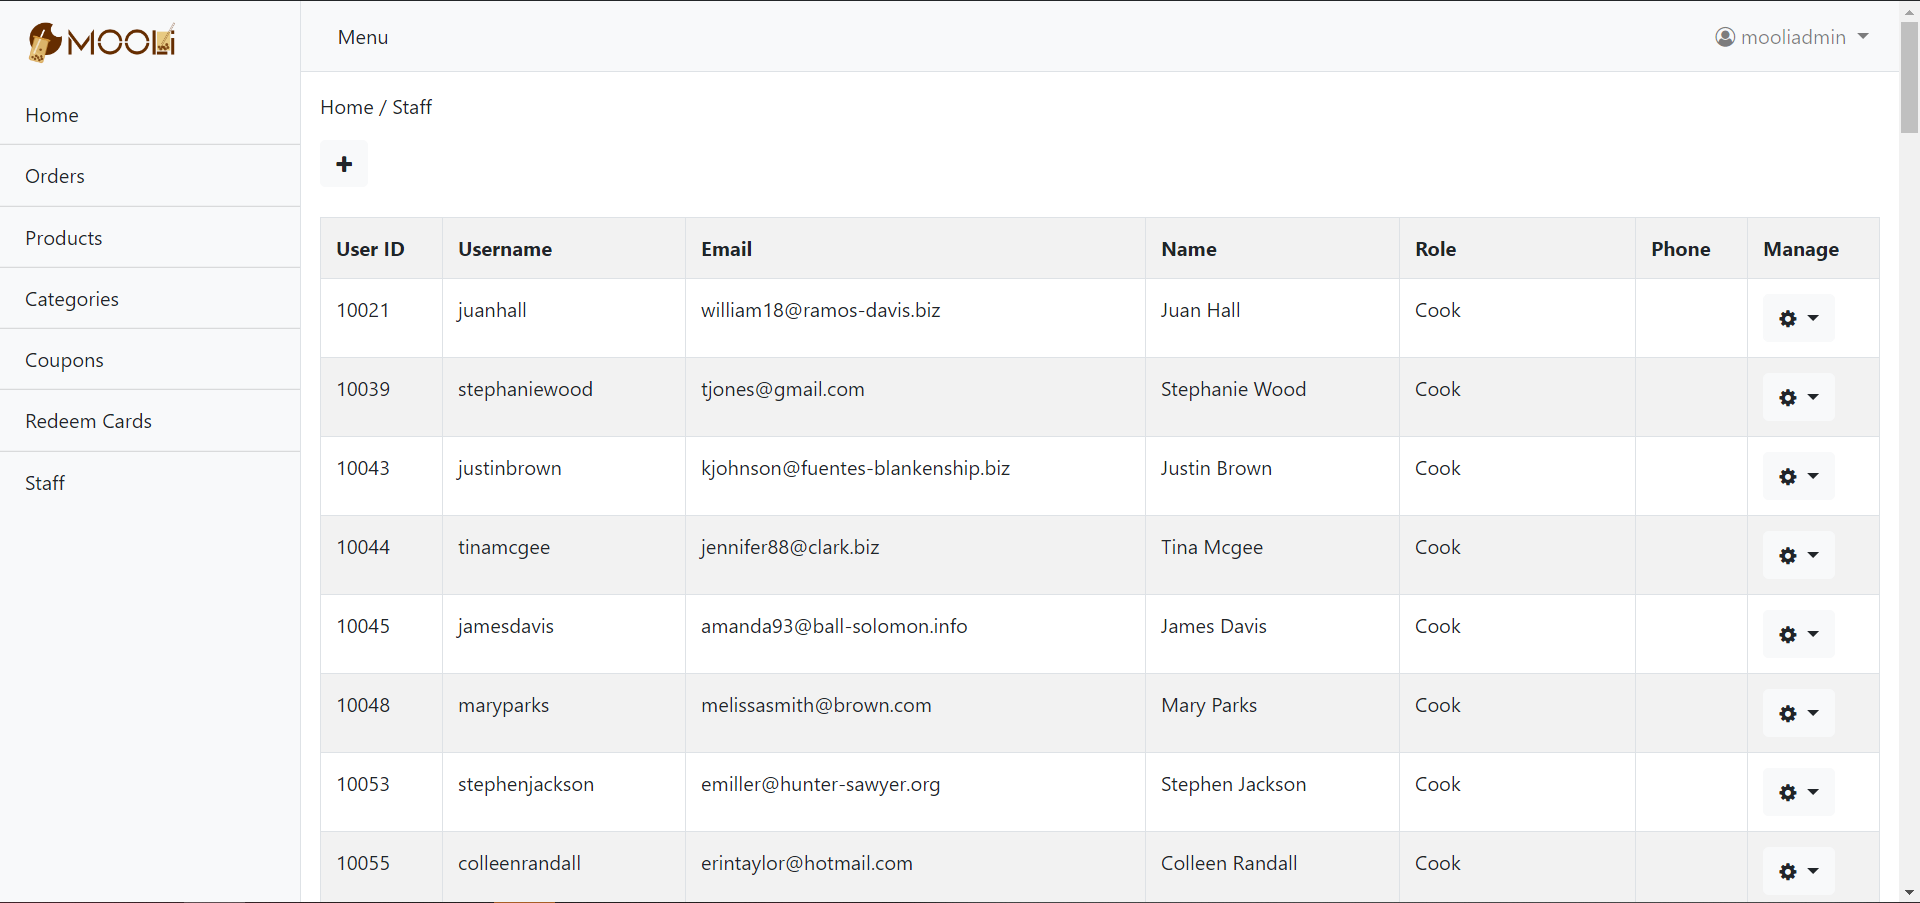 MOOLi
Menu
mooliadmin
Home
Orders
Products
Categories
Coupons
Redeem Cards
Staff
Home / Staff
User ID Username Email Name Role Phone Manage
10021 juanhall william18@ramos-davis.biz Juan Hall Cook
10039 stephaniewood tjones@gmail.com Stephanie Wood Cook
10043 justinbrown kjohnson@fuentes-blankenship.biz Justin Brown Cook
10044 tinamcgee jennifer88@clark.biz Tina Mcgee Cook
10045 jamesdavis amanda93@ball-solomon.info James Davis Cook
10048 maryparks melissasmith@brown.com Mary Parks Cook
10053 stephenjackson emiller@hunter-sawyer.org Stephen Jackson Cook
10055 colleenrandall erintaylor@hotmail.com Colleen Randall Cook